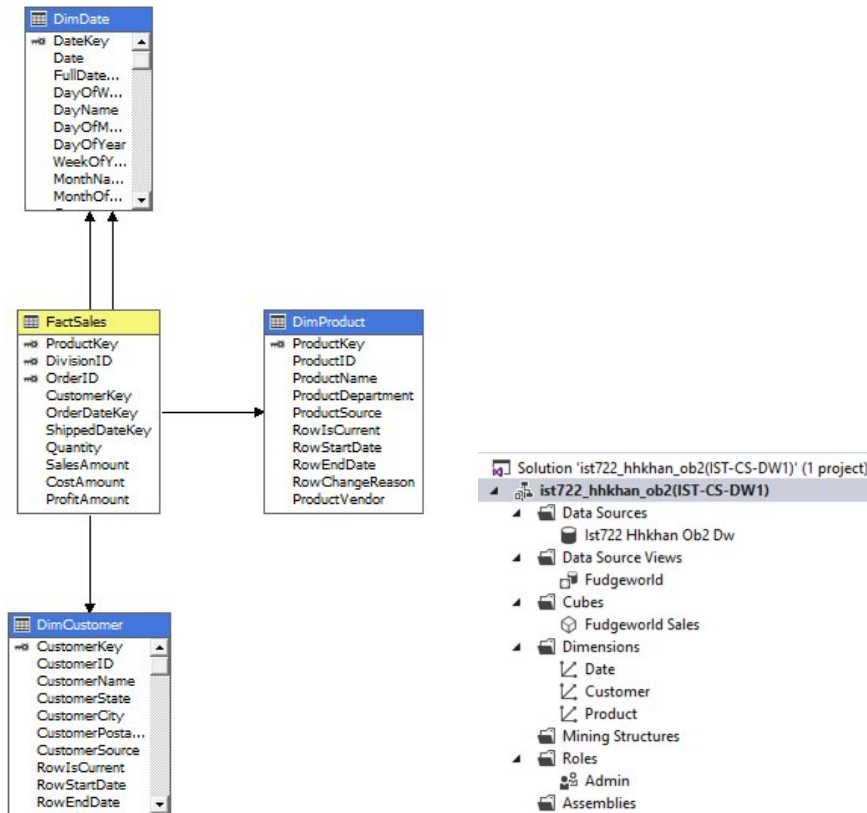 DimDate
DateKey
Date
FullDate...
DayOfW...
DayName
DayOfM...
DayOfYear
WeekOfY...
MonthNa...
MonthOf...
FactSales
ProductKey
DivisionID
OrderID
CustomerKey
OrderDateKey
ShippedDateKey
Quantity
SalesAmount
CostAmount
ProfitAmount
DimProduct
ProductKey
ProductID
ProductName
ProductDepartment
ProductSource
RowIsCurrent
RowStartDate
RowEndDate
RowChangeReason
ProductVendor
DimCustomer
CustomerKey
CustomerID
CustomerName
CustomerState
CustomerCity
CustomerPosta...
CustomerSource
RowIsCurrent
RowStartDate
RowEndDate
Solution 'ist722_hhkhan_ob2(IST-CS-DW1)' (1 project)
ist722_hhkhan_ob2(IST-CS-DW1)
Data Sources
Ist722 Hhkhan Ob2 Dw
Data Source Views
Fudgeworld
Cubes
Fudgeworld Sales
Dimensions
Date
Customer
Product
Mining Structures
Roles
Admin
Assemblies